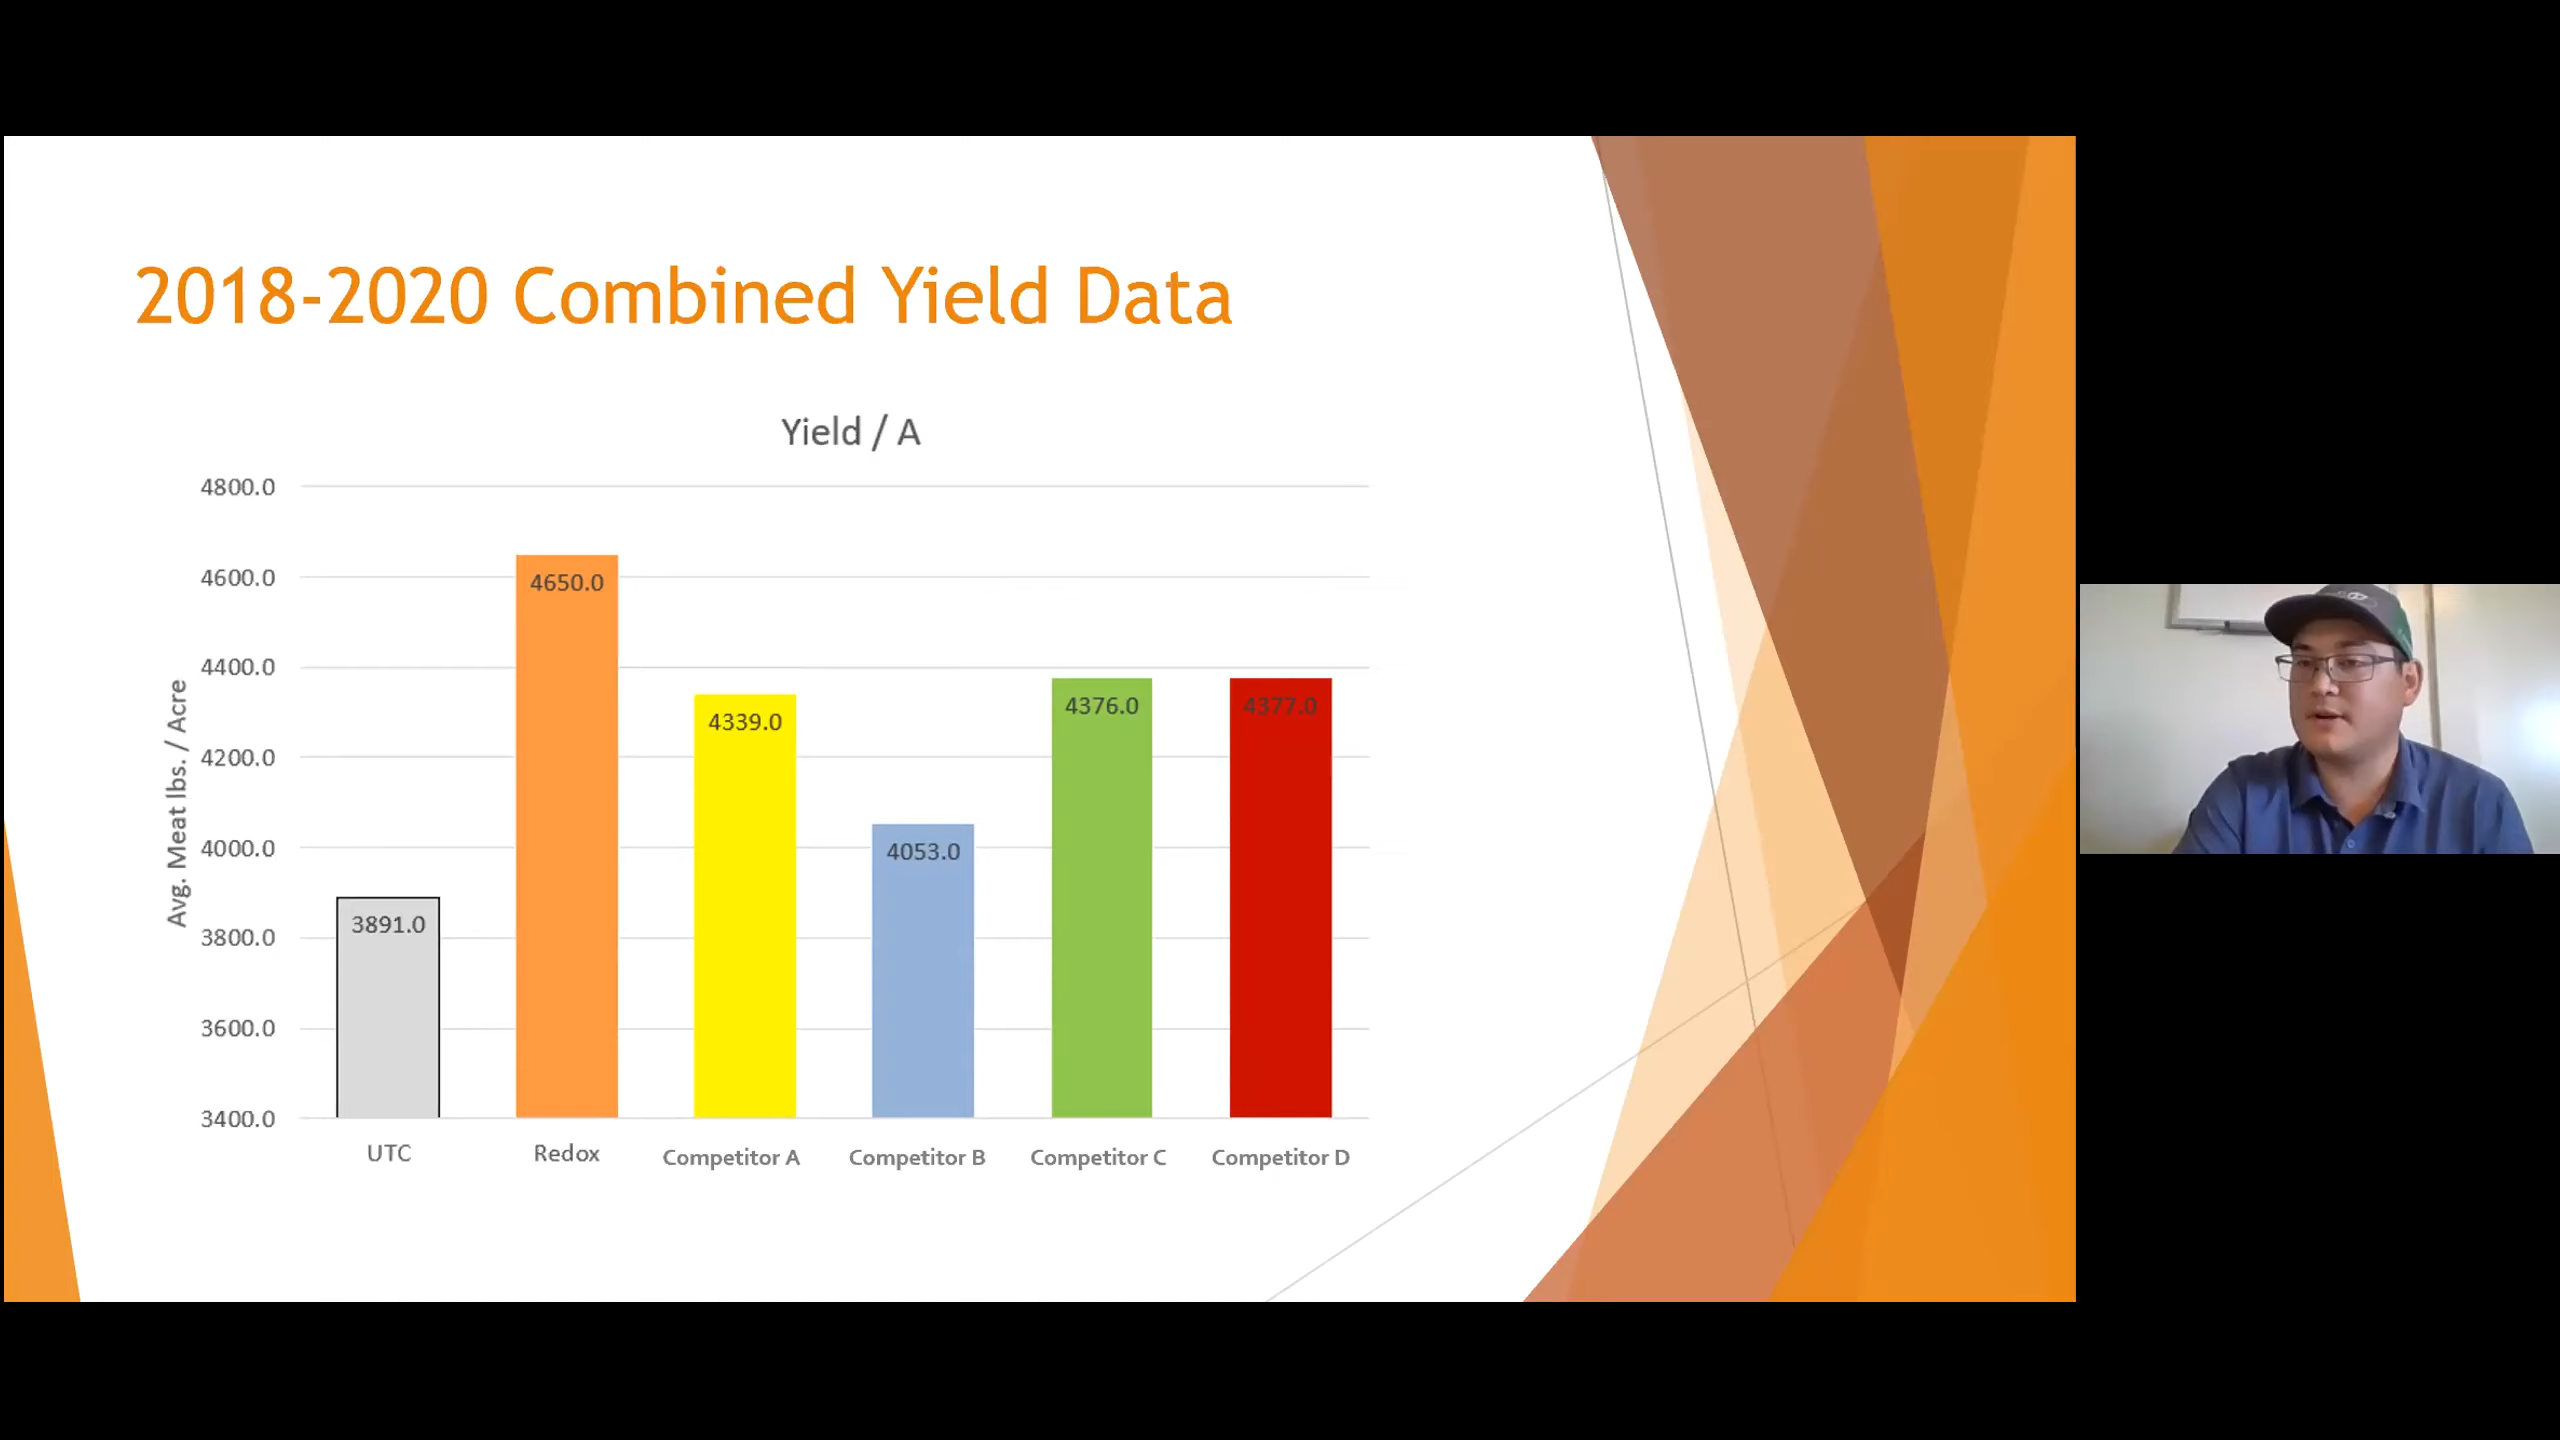 2018-2020 Combined Yield Data
Yield / A
Avg. Meat lbs. / Acre
4800.0
4600.0
4400.0
4200.0
4000.0
3800.0
3600.0
3400.0
3891.0
4650.0
4339.0
4053.0
4376.0
4377.0
UTC
Redox
Competitor A
Competitor B
Competitor C
Competitor D